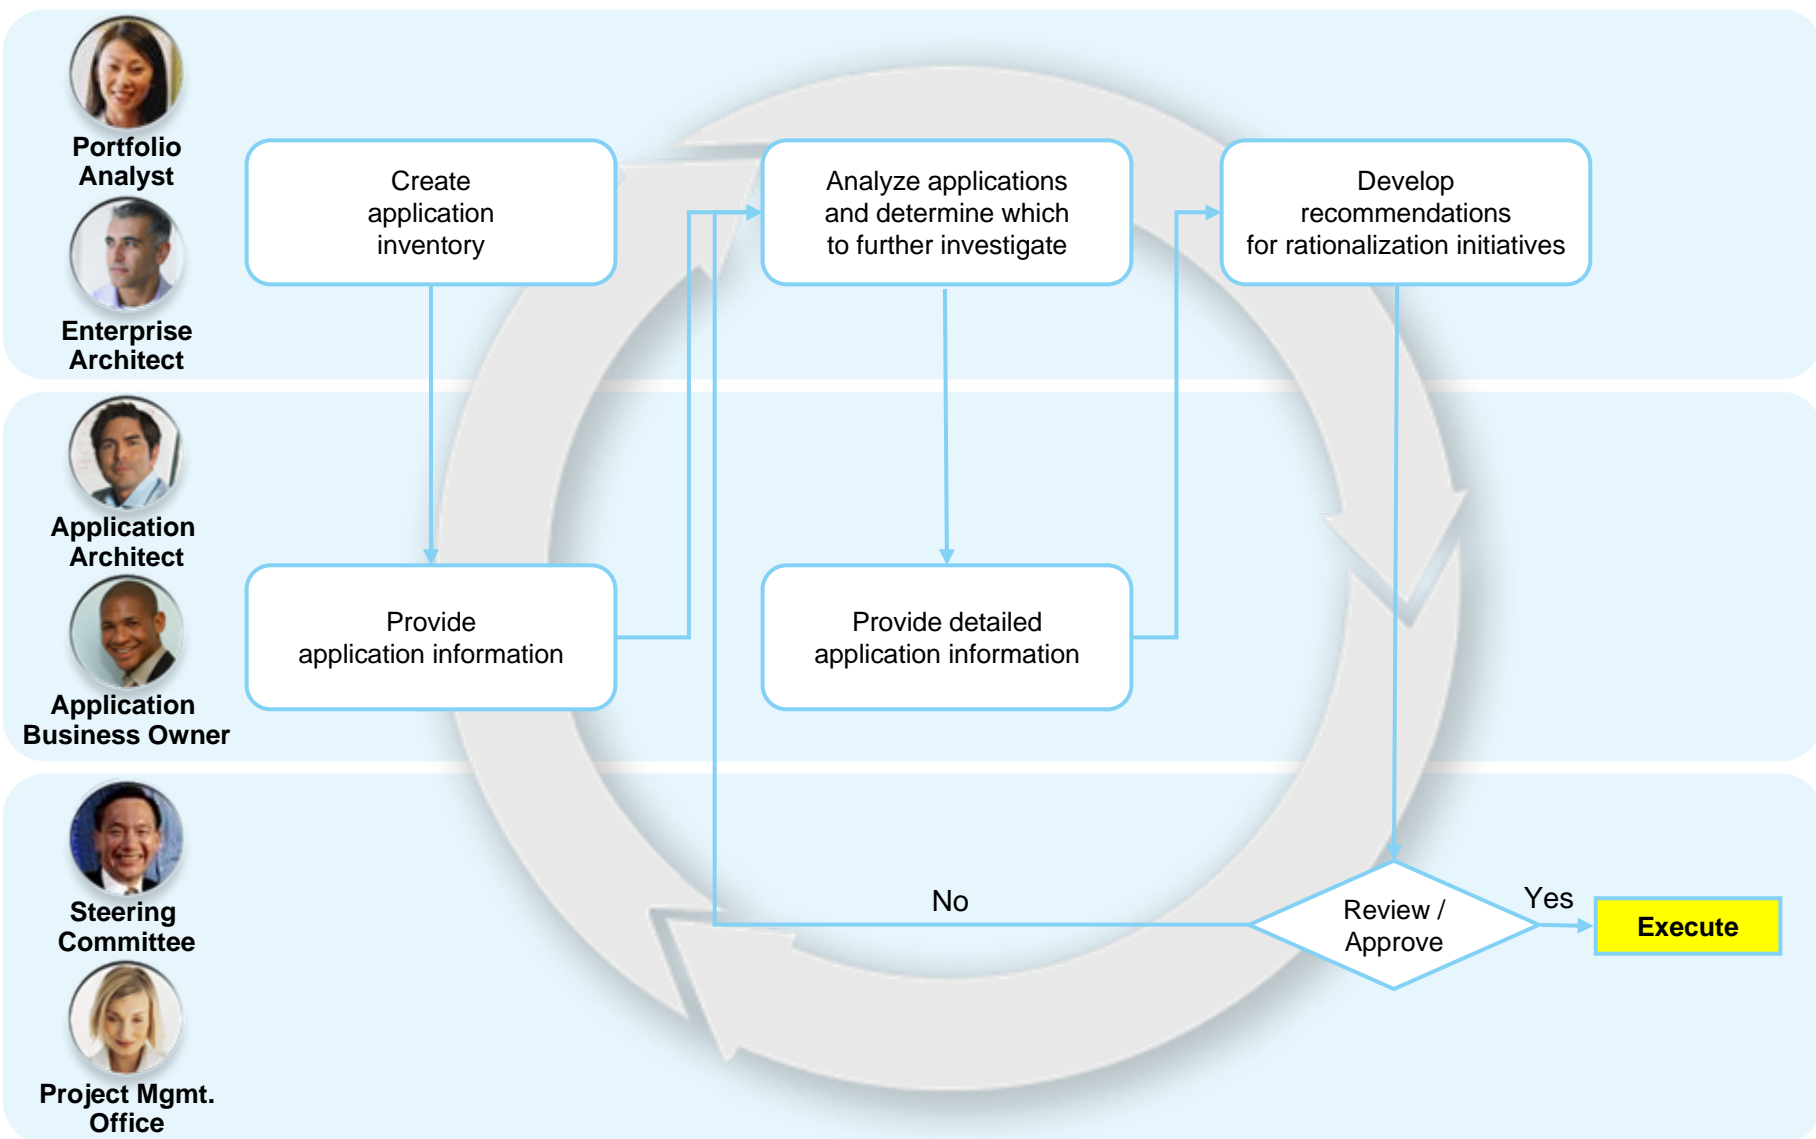 Portfolio
Analyst
Enterprise
Architect
Create
application
inventory
Analyze applications
and determine which
to further investigate
Develop
recommendations
for rationalization initiatives
Application
Architect
Application
Business Owner
Provide
application information
Provide detailed
application information
Steering
Committee
Project Mgmt.
Office
No
Review /
Approve
Yes
Execute